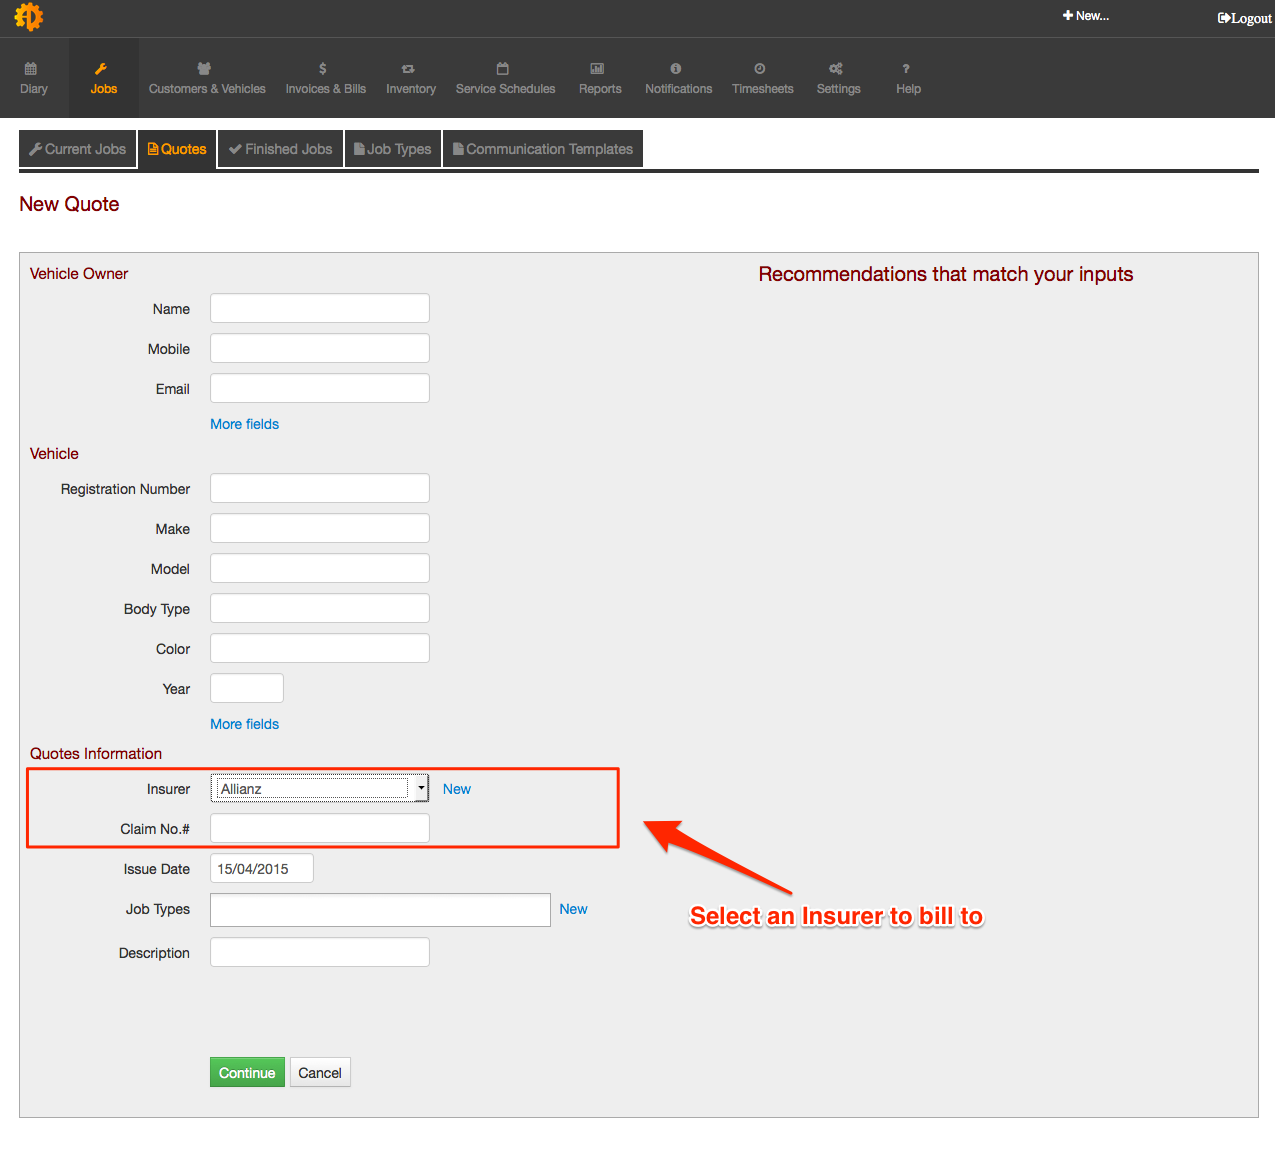 New...
Logout
Diary
Jobs
Customers & Vehicles
$
Invoices & Bills
Inventory
Service Schedules
Reports
Notifications
Timesheets
Settings
?
Help
Current Jobs
Quotes
Finished Jobs
Job Types
Communication Templates
New Quote
Vehicle Owner
Recommendations that match your inputs
Name
Mobile
Email
More fields
Vehicle
Registration Number
Make
Model
Body Type
Color
Year
More fields
Quotes Information
Insurer Allianz New
Claim No.#
Issue Date 15/04/2015
Job Types New
Select an Insurer to bill to
Description
Continue Cancel